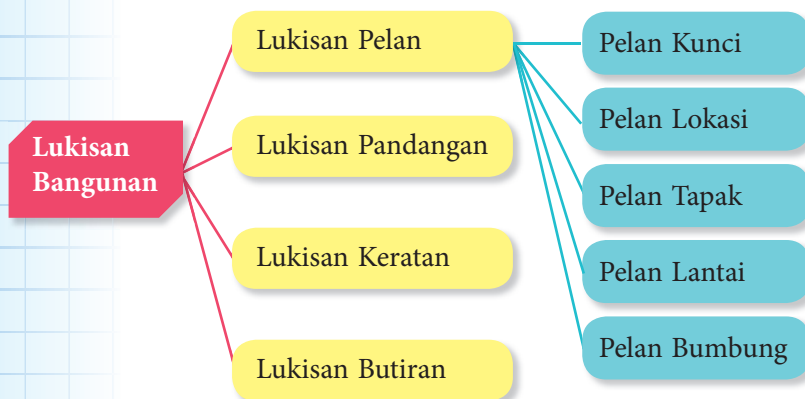 Lukisan
Bangunan
Lukisan Pelan
Lukisan Pandangan
Lukisan Keratan
Lukisan Butiran
Pelan Kunci
Pelan Lokasi
Pelan Tapak
Pelan Lantai
Pelan Bumbung